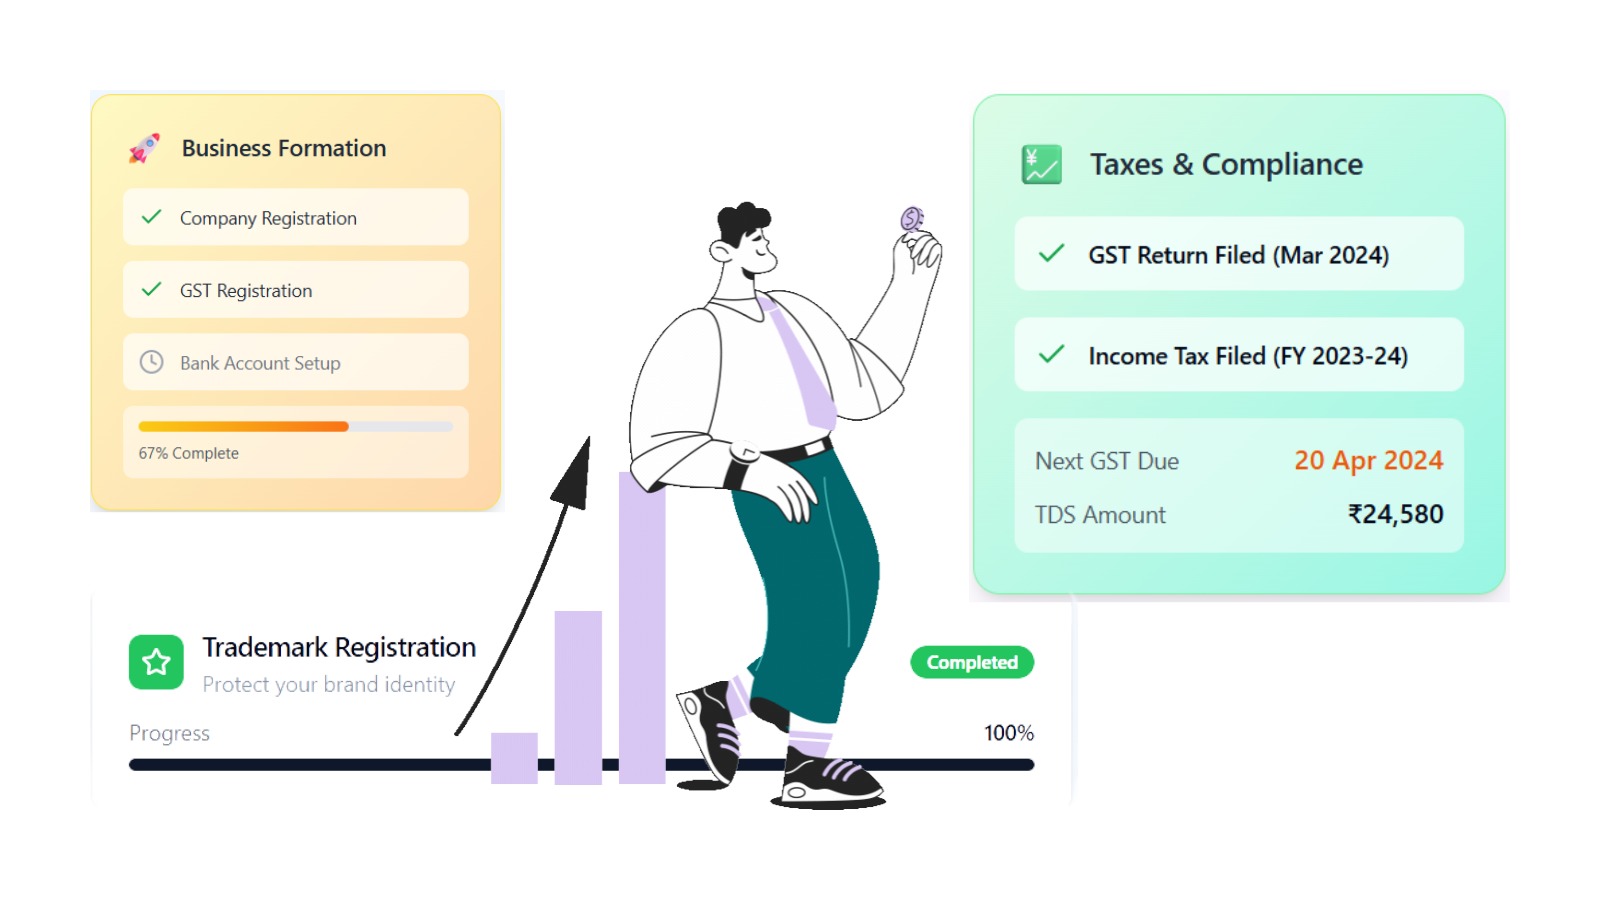 Business Formation
Company Registration
GST Registration
Bank Account Setup
67% Complete
Taxes & Compliance
GST Return Filed (Mar 2024)
Income Tax Filed (FY 2023-24)
Next GST Due 20 Apr 2024
TDS Amount ₹24,580
Trademark Registration
Protect your brand identity
Completed
Progress 100%
¥
$